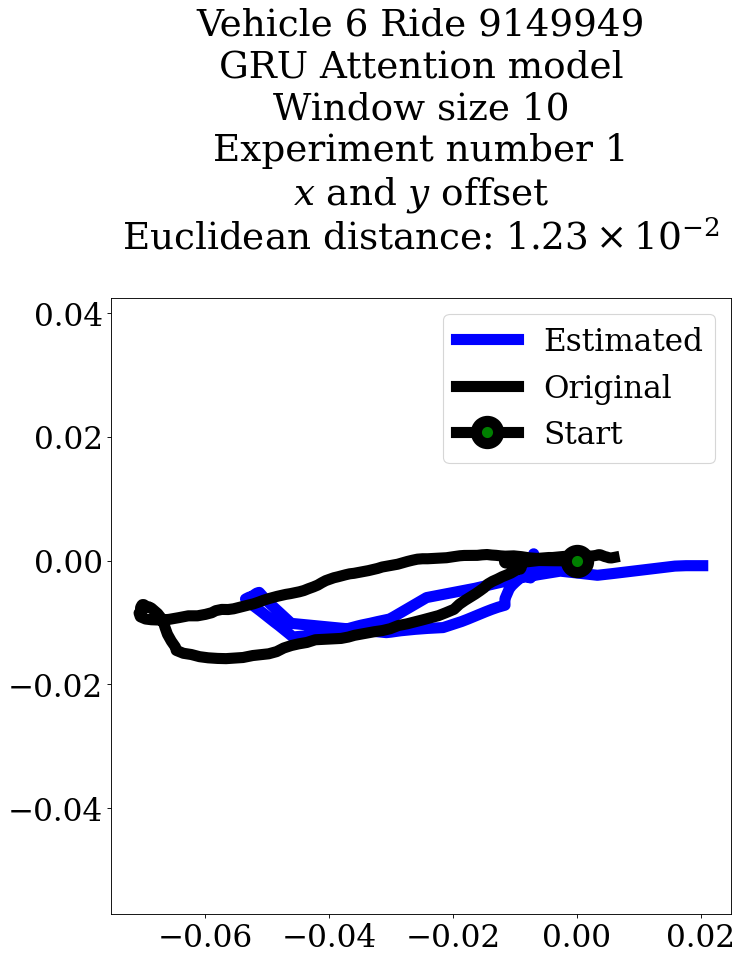 Vehicle 6 Ride 9149949
GRU Attention model
Window size 10
Experiment number 1
x and y offset
Euclidean distance: 1.23 × 10⁻²
Estimated
Original
Start
0.04
0.02
0.00
−0.02
−0.04
−0.06 −0.04 −0.02 0.00 0.02